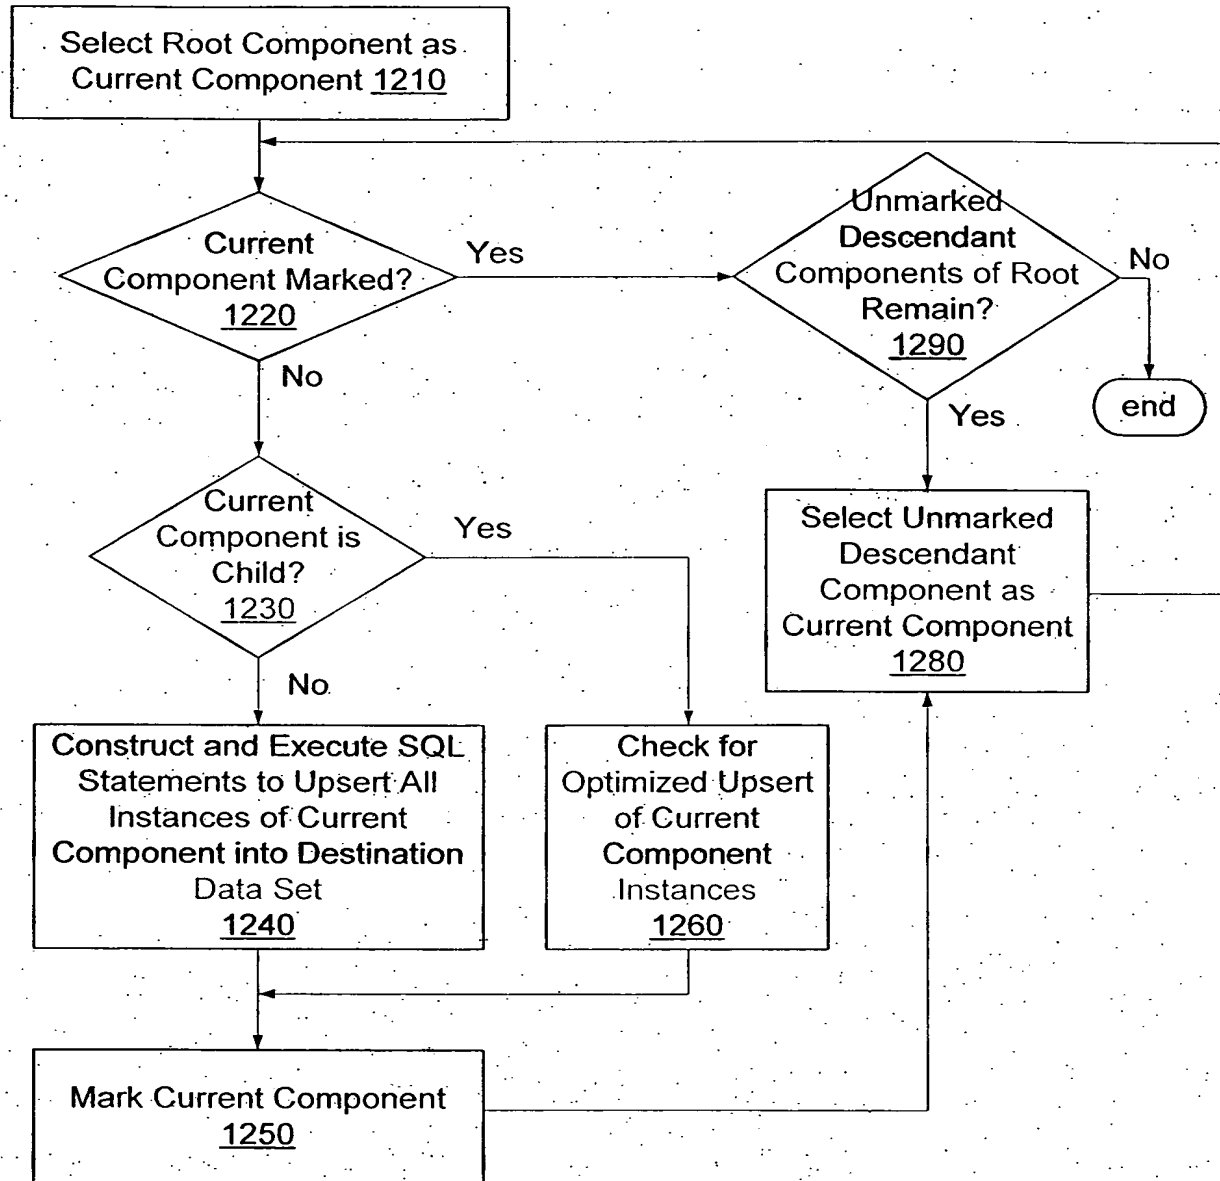 Select Root Component as
Current Component 1210
Current
Component Marked?
1220
Yes
No
Unmarked
Descendant
Components of Root
Remain?
1290
No
end
Yes
Current
Component is
Child?
1230
Yes
No
Select Unmarked
Descendant
Component as
Current Component
1280
Construct and Execute SQL
Statements to Upsert All
Instances of Current
Component into Destination
Data Set
1240
Check for
Optimized Upsert
of Current
Component
Instances
1260
Mark Current Component
1250